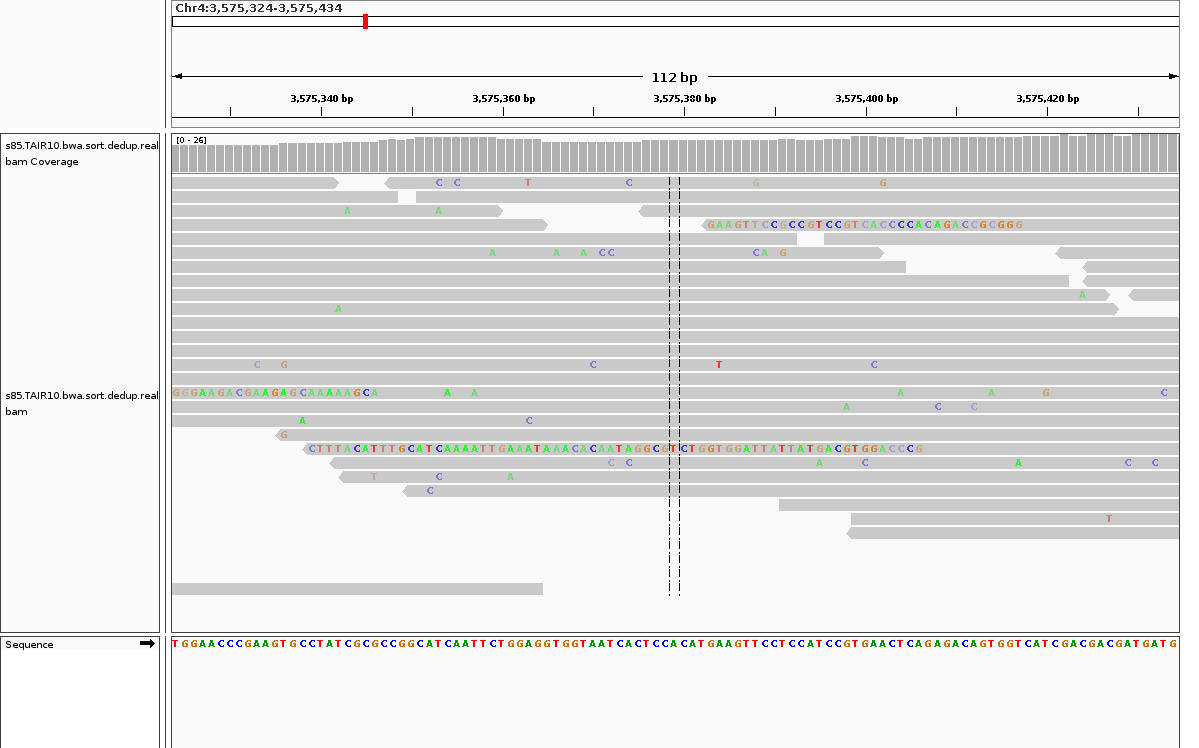 Chr4:3,575,324-3,575,434
112 bp
3,575,340 bp 3,575,360 bp 3,575,380 bp 3,575,400 bp 3,575,420 bp
s85.TAIR10.bwa.sort.dedup.real
bam Coverage
[0 - 26]
C C T C G G
A A
GAAGTTCCGCCGTCCGTCACCCCACAGACCGCGGG
A A A C C C A G
A
A
C G C T C
s85.TAIR10.bwa.sort.dedup.real
bam
GGGAAGACGAAGAGCAAAAAGCA A A A A G C
A C C
A C
G
CTTTACATTTGCATCAAAATTGAAATAAACACAATAGGCGTCTGGTGGATTATTATGACGTGGACCCG
C C A C A C C
T C A
C
T
Sequence
TGGAACCCGAAGTGCCTATCGCGCCGGCATCAATTCTGGAGGTGGTAATCACTCCACATGAAGTTCCTCCATCCGTGAACTCAGAGACAGTGGTCATCGACGACGATGATG